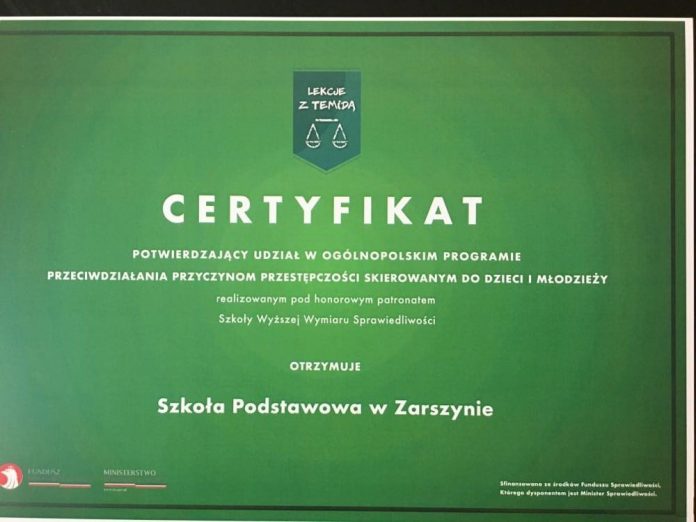 LEKCJE
Z TEMIDĄ
CERTYFIKAT
POTWIERDZAJĄCY UDZIAŁ W OGÓLNOPOLSKIM PROGRAMIE
PRZECIWDZIAŁANIA PRZYCZYNOM PRZESTĘPCZOŚCI SKIEROWANYM DO DZIECI I MŁODZIEŻY
realizowanym pod honorowym patronatem
Szkoły Wyższej Wymiaru Sprawiedliwości
OTRZYMUJE
Szkoła Podstawowa w Zarszynie
FUNDUSZ
MINISTERSTWO
Sfinansowano ze środków Funduszu Sprawiedliwości,
Którego dysponentem jest Minister Sprawiedliwości.